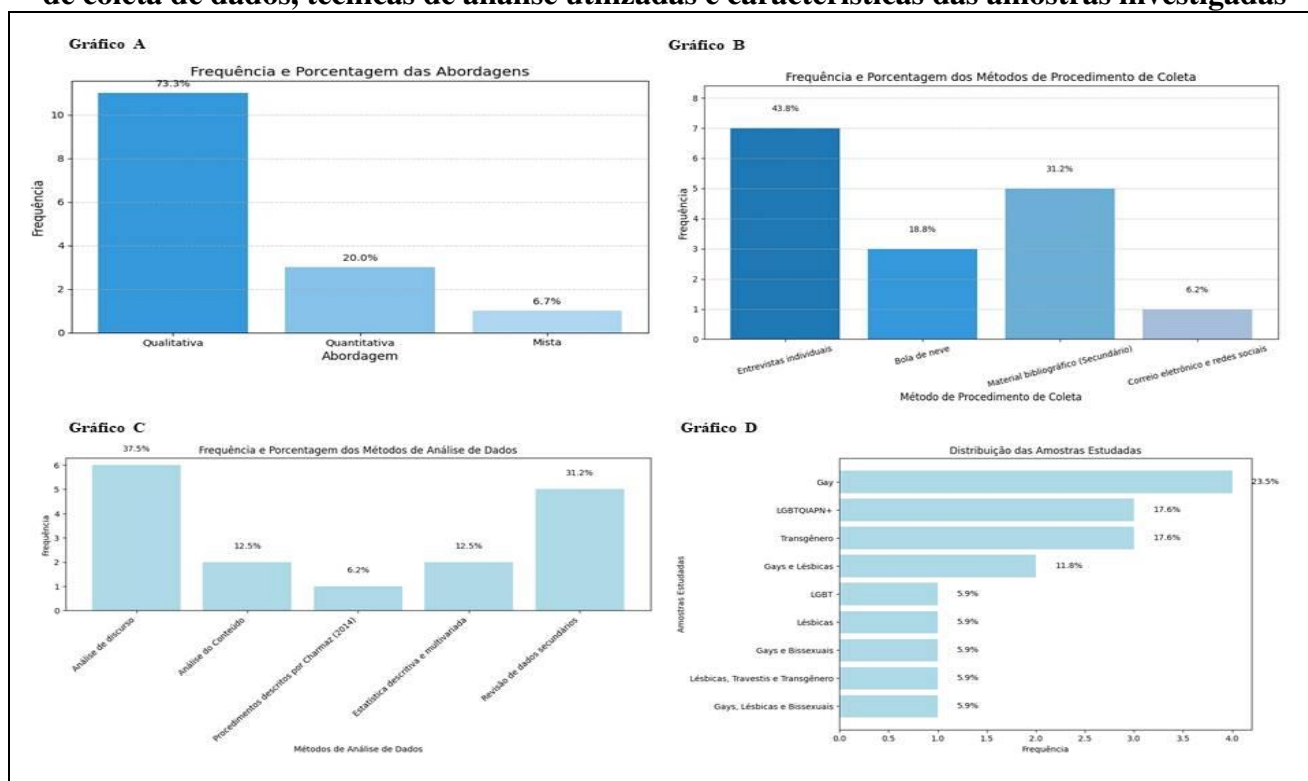 de coleta de dados, técnicas de análise utilizadas e características das amostras investigadas
Gráfico A
Frequência e Porcentagem das Abordagens
73.3%
20.0%
6.7%
10
8
6
4
2
0
Frequência
Qualitativa
Quantitativa
Mista
Abordagem
Gráfico B
Frequência e Porcentagem dos Métodos de Procedimento de Coleta
43.8%
18.8%
31.2%
6.2%
8
7
6
5
4
3
2
1
0
Frequência
Entrevistas individuais
Bola de neve
Material bibliográfico (Secundário)
Correio eletrônico e redes sociais
Método de Procedimento de Coleta
Gráfico C
Frequência e Porcentagem dos Métodos de Análise de Dados
37.5%
12.5%
6.2%
12.5%
31.2%
6
5
4
3
2
1
0
Frequência
Análise de discurso
Análise do Conteúdo
Procedimentos descritos por Charmaz (2014)
Estatística descritiva e multivariada
Revisão de dados secundários
Métodos de Análise de Dados
Gráfico D
Distribuição das Amostras Estudadas
Amostras Estudadas
Gay
23.5%
LGBTQIAPN+
17.6%
Transgênero
17.6%
Gays e Lésbicas
11.8%
LGBT
5.9%
Lésbicas
5.9%
Gays e Bissexuais
5.9%
Lésbicas, Travestis e Transgênero
5.9%
Gays, Lésbicas e Bissexuais
5.9%
0.0
0.5
1.0
1.5
2.0
2.5
3.0
3.5
4.0
Frequência